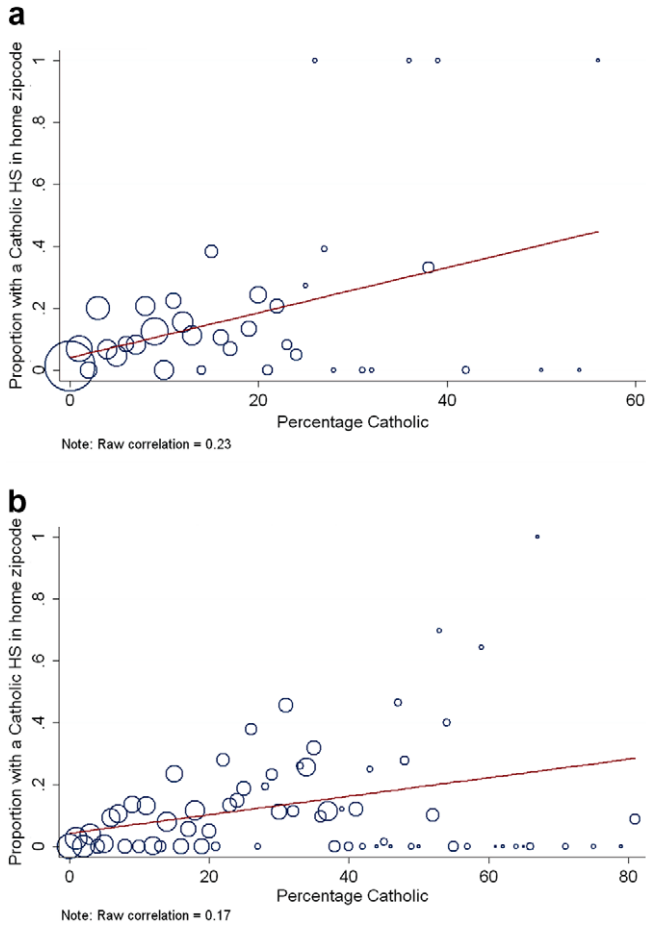 a
Proportion with a Catholic HS in home zipcode
1
.8
.6
.4
.2
0
0 20 40 60
Percentage Catholic
Note: Raw correlation = 0.23
b
Proportion with a Catholic HS in home zipcode
1
.8
.6
.4
.2
0
0 20 40 60 80
Percentage Catholic
Note: Raw correlation = 0.17